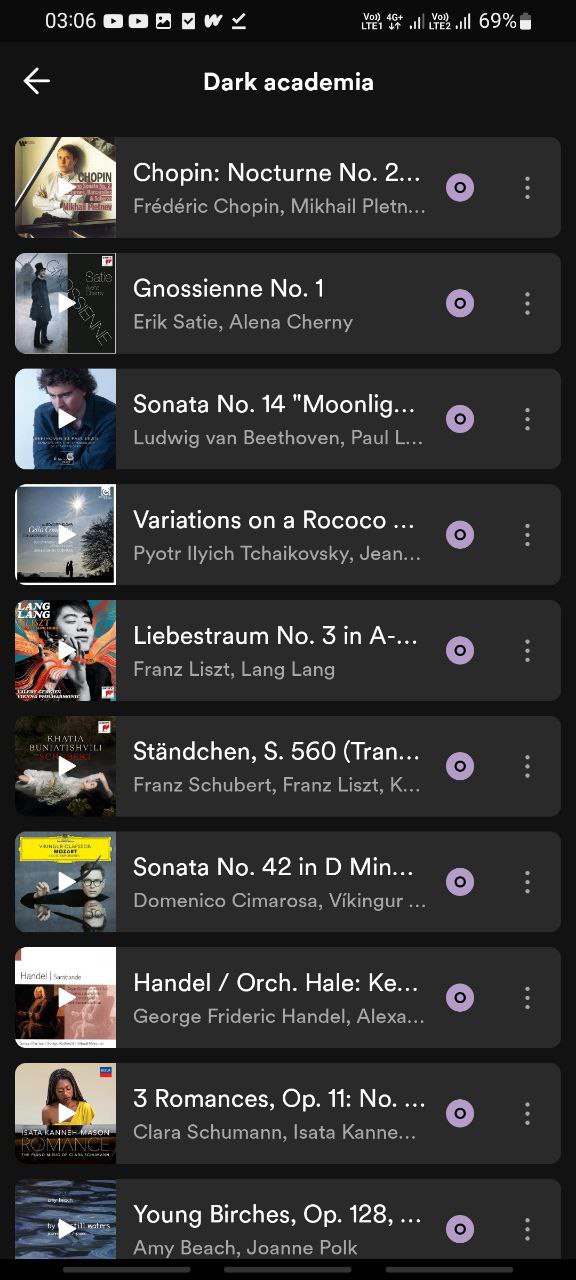 03:06
Vo)) LTE1 4G+ Vo)) LTE2 69%
Dark academia
CHOPIN
Mikhail Pletnev
Chopin: Nocturne No. 2...
Frédéric Chopin, Mikhail Pletn...
Satie
Cherny
GNOSSIENNE
Gnossienne No. 1
Erik Satie, Alena Cherny
Sonata No. 14 "Moonlig...
Ludwig van Beethoven, Paul L...
Variations on a Rococo ...
Pyotr Ilyich Tchaikovsky, Jean...
LANG
LANG
LISZT
VALERY GERGIEV
VIENNA PHILHARMONIC
Liebestraum No. 3 in A-...
Franz Liszt, Lang Lang
KHATIA
BUNIATISHVILI
SCHUBERT
Ständchen, S. 560 (Tran...
Franz Schubert, Franz Liszt, K...
VÍKINGUR ÓLAFSSON
MOZART
Sonata No. 42 in D Min...
Domenico Cimarosa, Víkingur ...
Handel | Sarabande
Handel / Orch. Hale: Ke...
George Frideric Handel, Alexa...
ISATA KANNEH-MASON
ROMANCE
THE PIANO MUSIC OF CLARA SCHUMANN
3 Romances, Op. 11: No. ...
Clara Schumann, Isata Kanne...
amy beach
by the still waters
Young Birches, Op. 128, ...
Amy Beach, Joanne Polk